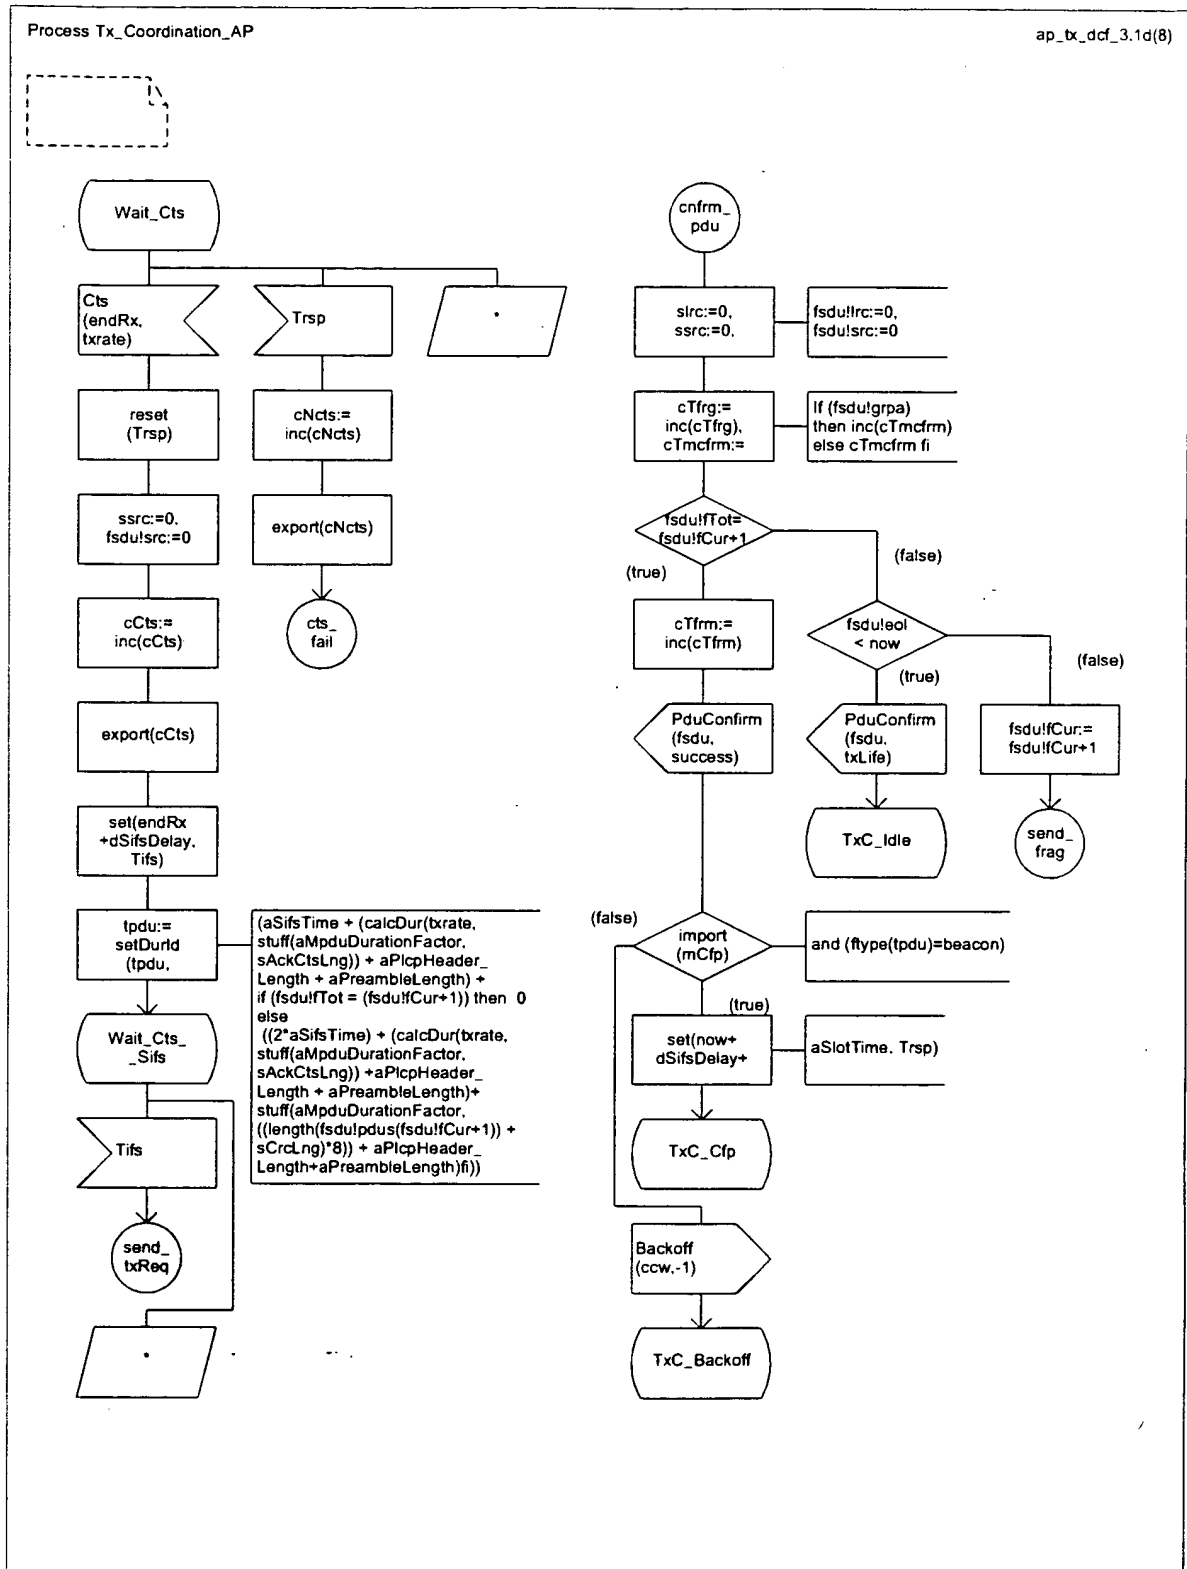 Process Tx_Coordination_AP
ap_tx_dcf_3.1d(8)
Wait_Cts
Cts
(endRx,
txrate)
Trsp
*
reset
(Trsp)
cNcts:=
inc(cNcts)
ssrc:=0,
fsdu!src:=0
export(cNcts)
cCts:=
inc(cCts)
cts_
fail
export(cCts)
set(endRx
+dSifsDelay,
Tifs)
tpdu:=
setDurId
(tpdu,
(aSifsTime + (calcDur(txrate,
stuff(aMpduDurationFactor,
sAckCtsLng)) + aPlcpHeader_
Length + aPreambleLength) +
if (fsdu!fTot = (fsdu!fCur+1)) then 0
else
((2*aSifsTime) + (calcDur(txrate,
stuff(aMpduDurationFactor,
sAckCtsLng)) +aPlcpHeader_
Length + aPreambleLength)+
stuff(aMpduDurationFactor,
((length(fsdu!pdus(fsdu!fCur+1)) +
sCrcLng)*8)) + aPlcpHeader_
Length+aPreambleLength)fi))
Wait_Cts_
_Sifs
Tifs
send_
txReq
*
cnfrm_
pdu
slrc:=0,
ssrc:=0,
fsdu!lrc:=0,
fsdu!src:=0
cTfrg:=
inc(cTfrg),
cTmcfrm:=
If (fsdu!grpa)
then inc(cTmcfrm)
else cTmcfrm fi
fsdu!fTot=
fsdu!fCur+1
(true)
(false)
cTfrm:=
inc(cTfrm)
fsdu!eol
< now
(true)
(false)
PduConfirm
(fsdu,
success)
PduConfirm
(fsdu,
txLife)
fsdu!fCur:=
fsdu!fCur+1
TxC_Idle
send_
frag
(false)
import
(mCfp)
and (ftype(tpdu)=beacon)
(true)
set(now+
dSifsDelay+
aSlotTime, Trsp)
TxC_Cfp
Backoff
(ccw,-1)
TxC_Backoff